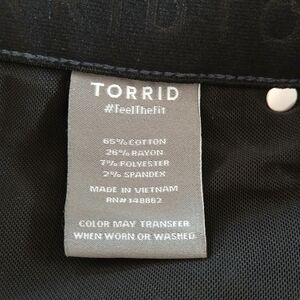 TORRID
#FeelTheFit
65% COTTON
26% RAYON
7% POLYESTER
2% SPANDEX
MADE IN VIETNAM
RN# 148862
COLOR MAY TRANSFER
WHEN WORN OR WASHED